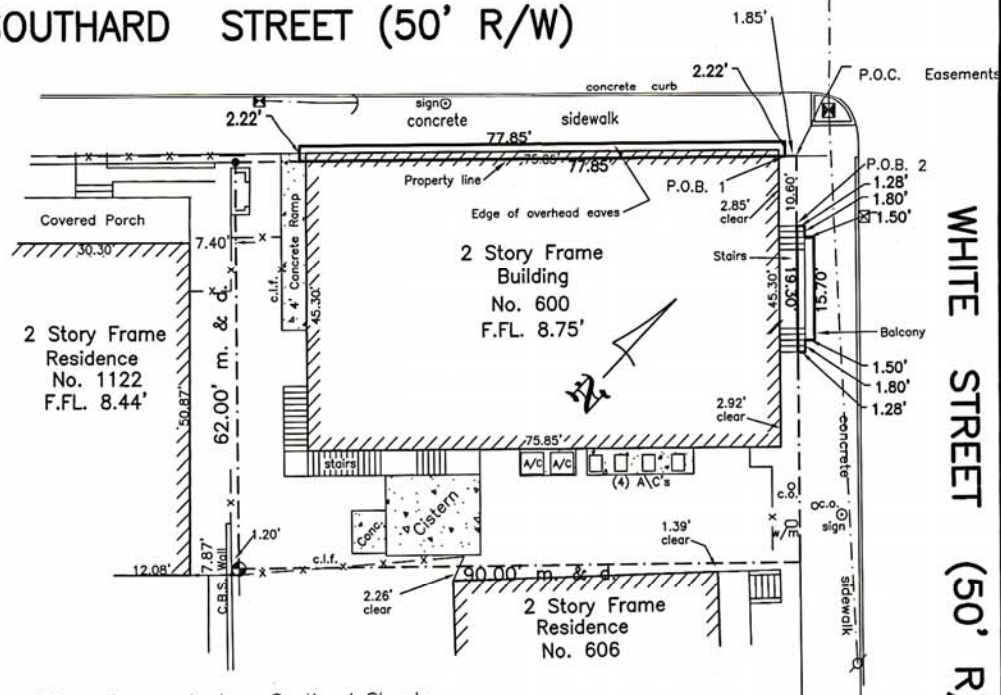 SOUTHARD STREET (50' R/W)
1.85'
2.22'
P.O.C. Easements
concrete curb
sign
concrete sidewalk
2.22'
77.85'
75.85'
77.85'
Property line
P.O.B. 1
P.O.B. 2
1.28'
1.80'
1.50'
10.60'
2.85'
clear
Edge of overhead eaves
Covered Porch
30.30'
7.40'
4' Concrete Ramp
c.l.f.
45.30'
2 Story Frame
Building
No. 600
F.FL. 8.75'
Stairs
45.30'
19.30'
15.70'
Balcony
2 Story Frame
Residence
No. 1122
F.FL. 8.44'
50.87'
62.00' m. & d.
N
1.50'
1.80'
1.28'
2.92'
clear
75.85'
stairs
A/C
A/C
(4) A\C's
Cistern
Conc.
c.o.
c.o.
sign
concrete
sidewalk
w/m
1.39'
clear
1.20'
7.87'
12.08'
C.B.S. Wall
c.l.f.
90.00' m. & d.
2.26'
clear
2 Story Frame
Residence
No. 606
WHITE STREET (50' R/